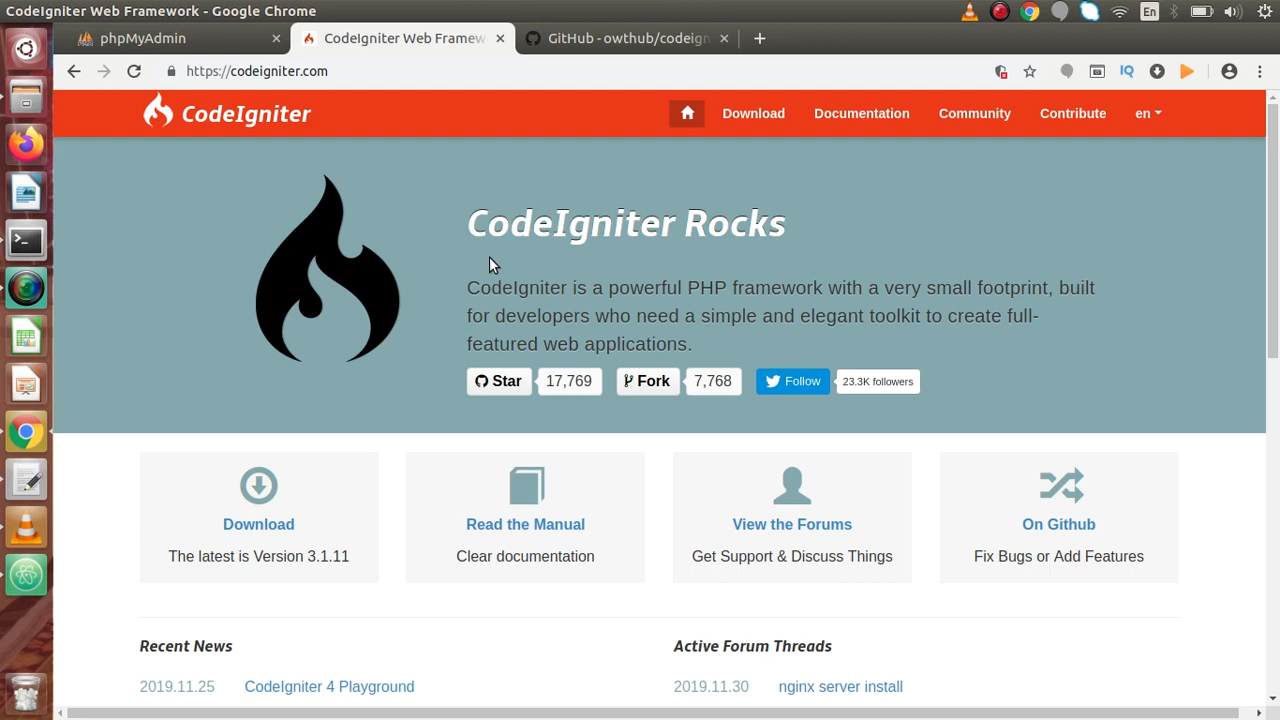 CodeIgniter Web Framework - Google Chrome
En
phpMyAdmin
CodeIgniter Web Framew
GitHub - owthub/codeign
https://codeigniter.com
IQ
CodeIgniter
Download
Documentation
Community
Contribute
en
CodeIgniter Rocks
CodeIgniter is a powerful PHP framework with a very small footprint, built
for developers who need a simple and elegant toolkit to create full-
featured web applications.
Star
17,769
Fork
7,768
Follow
23.3K followers
Download
The latest is Version 3.1.11
Read the Manual
Clear documentation
View the Forums
Get Support & Discuss Things
On Github
Fix Bugs or Add Features
Recent News
2019.11.25
CodeIgniter 4 Playground
Active Forum Threads
2019.11.30
nginx server install